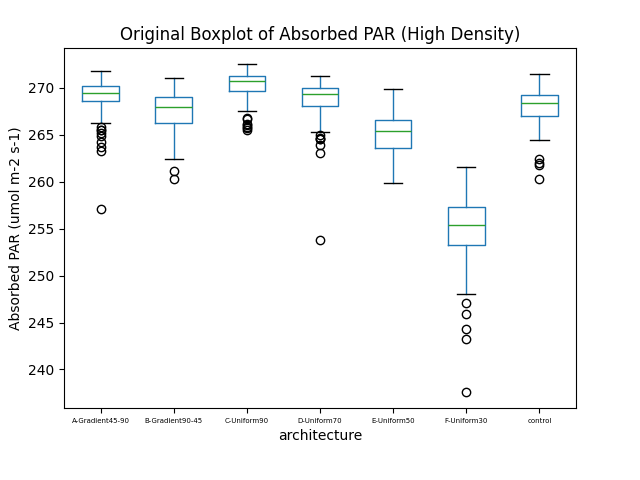 Original Boxplot of Absorbed PAR (High Density)
Absorbed PAR (umol m-2 s-1)
270
265
260
255
250
245
240
A-Gradient45-90 B-Gradient90-45 C-Uniform90 D-Uniform70 E-Uniform50 F-Uniform30 control
architecture